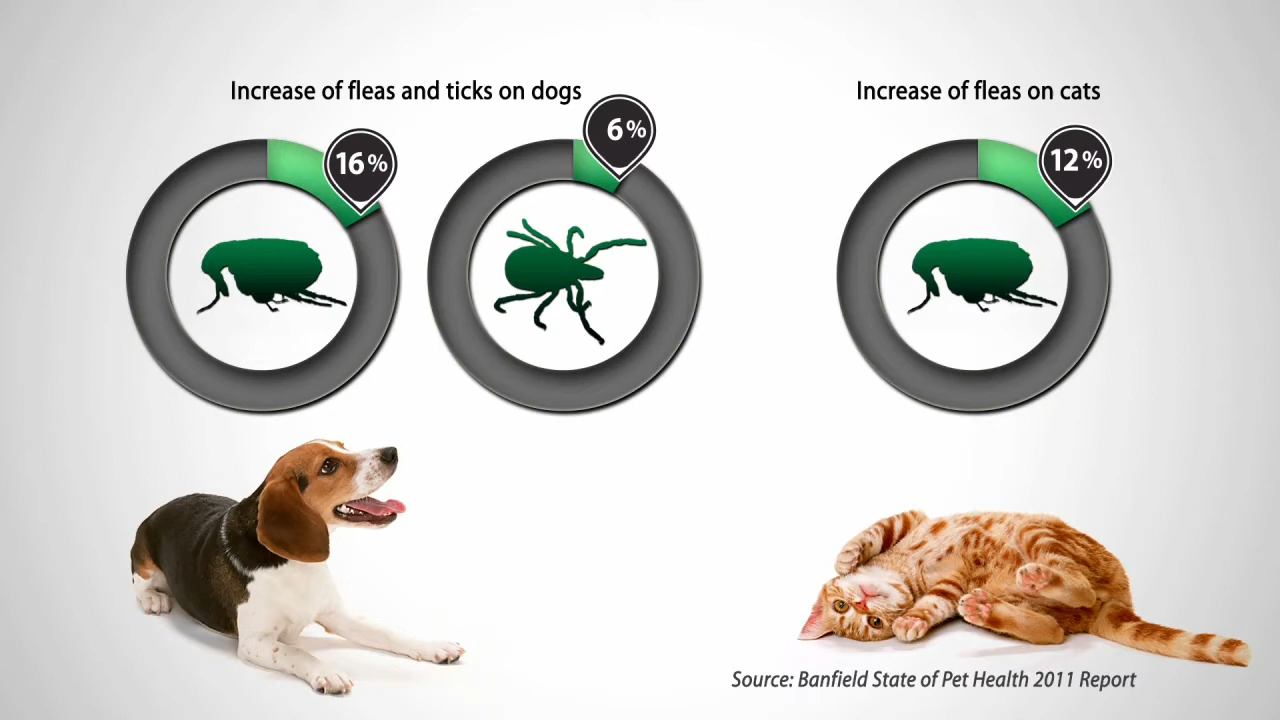 Increase of fleas and ticks on dogs
16%
6%
Increase of fleas on cats
12%
Source: Banfield State of Pet Health 2011 Report